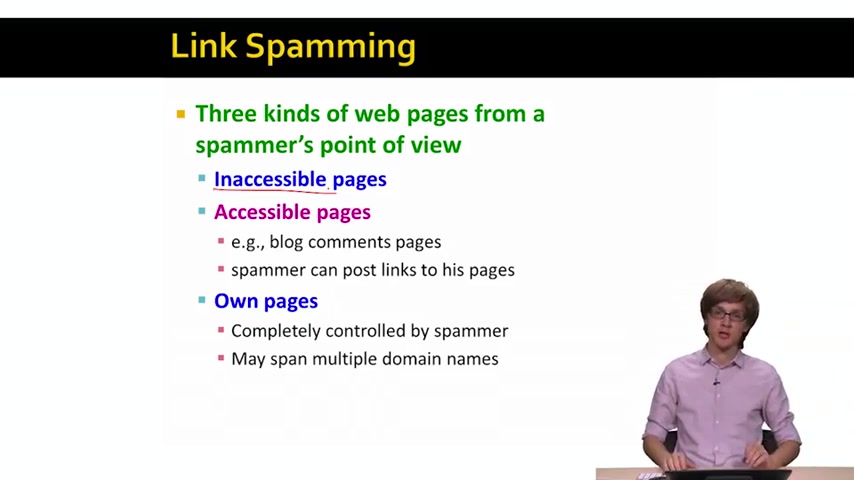 Link Spamming
Three kinds of web pages from a
spammer's point of view
Inaccessible pages
Accessible pages
e.g., blog comments pages
spammer can post links to his pages
Own pages
Completely controlled by spammer
May span multiple domain names